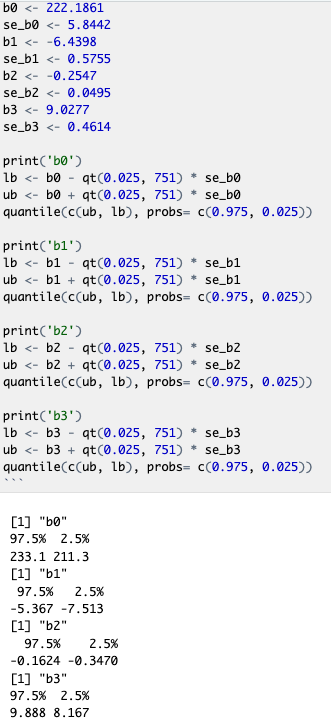 b0 <- 222.1861
se_b0 <- 5.8442
b1 <- -6.4398
se_b1 <- 0.5755
b2 <- -0.2547
se_b2 <- 0.0495
b3 <- 9.0277
se_b3 <- 0.4614
print('b0')
lb <- b0 - qt(0.025, 751) * se_b0
ub <- b0 + qt(0.025, 751) * se_b0
quantile(c(ub, lb), probs= c(0.975, 0.025))
print('b1')
lb <- b1 - qt(0.025, 751) * se_b1
ub <- b1 + qt(0.025, 751) * se_b1
quantile(c(ub, lb), probs= c(0.975, 0.025))
print('b2')
lb <- b2 - qt(0.025, 751) * se_b2
ub <- b2 + qt(0.025, 751) * se_b2
quantile(c(ub, lb), probs= c(0.975, 0.025))
print('b3')
lb <- b3 - qt(0.025, 751) * se_b3
ub <- b3 + qt(0.025, 751) * se_b3
quantile(c(ub, lb), probs= c(0.975, 0.025))
```
[1] "b0"
97.5%  2.5%
233.1 211.3
[1] "b1"
 97.5%   2.5%
-5.367 -7.513
[1] "b2"
  97.5%    2.5%
-0.1624 -0.3470
[1] "b3"
97.5%  2.5%
9.888 8.167